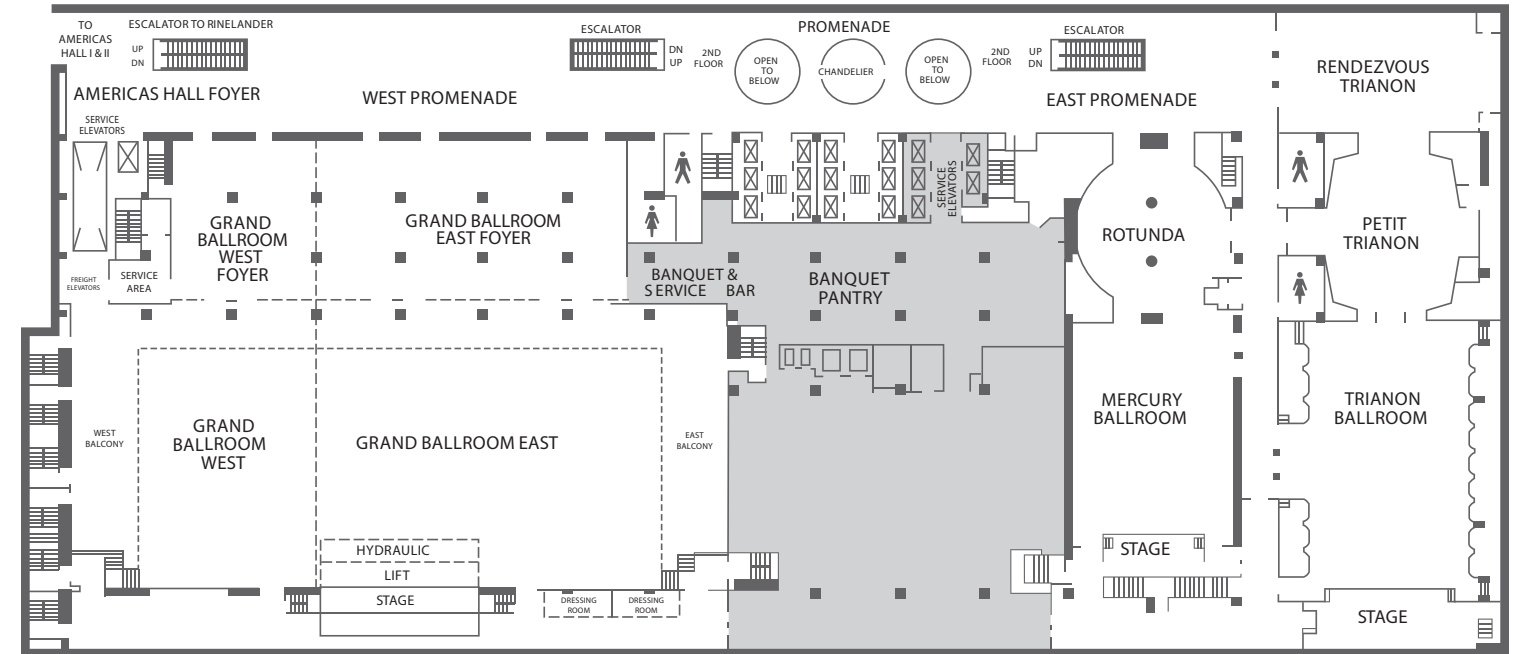 TO
AMERICAS
HALL I & II
ESCALATOR TO RINELANDER
UP
DN
ESCALATOR
DN
UP
2ND
FLOOR
PROMENADE
OPEN
TO
BELOW
CHANDELIER
OPEN
TO
BELOW
2ND
FLOOR
UP
DN
ESCALATOR
RENDEZVOUS
TRIANON
AMERICAS HALL FOYER
WEST PROMENADE
EAST PROMENADE
SERVICE
ELEVATORS
SERVICE
ELEVATORS
GRAND
BALLROOM
WEST
FOYER
GRAND BALLROOM
EAST FOYER
ROTUNDA
PETIT
TRIANON
FREIGHT
ELEVATORS
SERVICE
AREA
BANQUET &
SERVICE BAR
BANQUET
PANTRY
WEST
BALCONY
GRAND
BALLROOM
WEST
GRAND BALLROOM EAST
EAST
BALCONY
MERCURY
BALLROOM
TRIANON
BALLROOM
HYDRAULIC
LIFT
STAGE
DRESSING
ROOM
DRESSING
ROOM
STAGE
STAGE